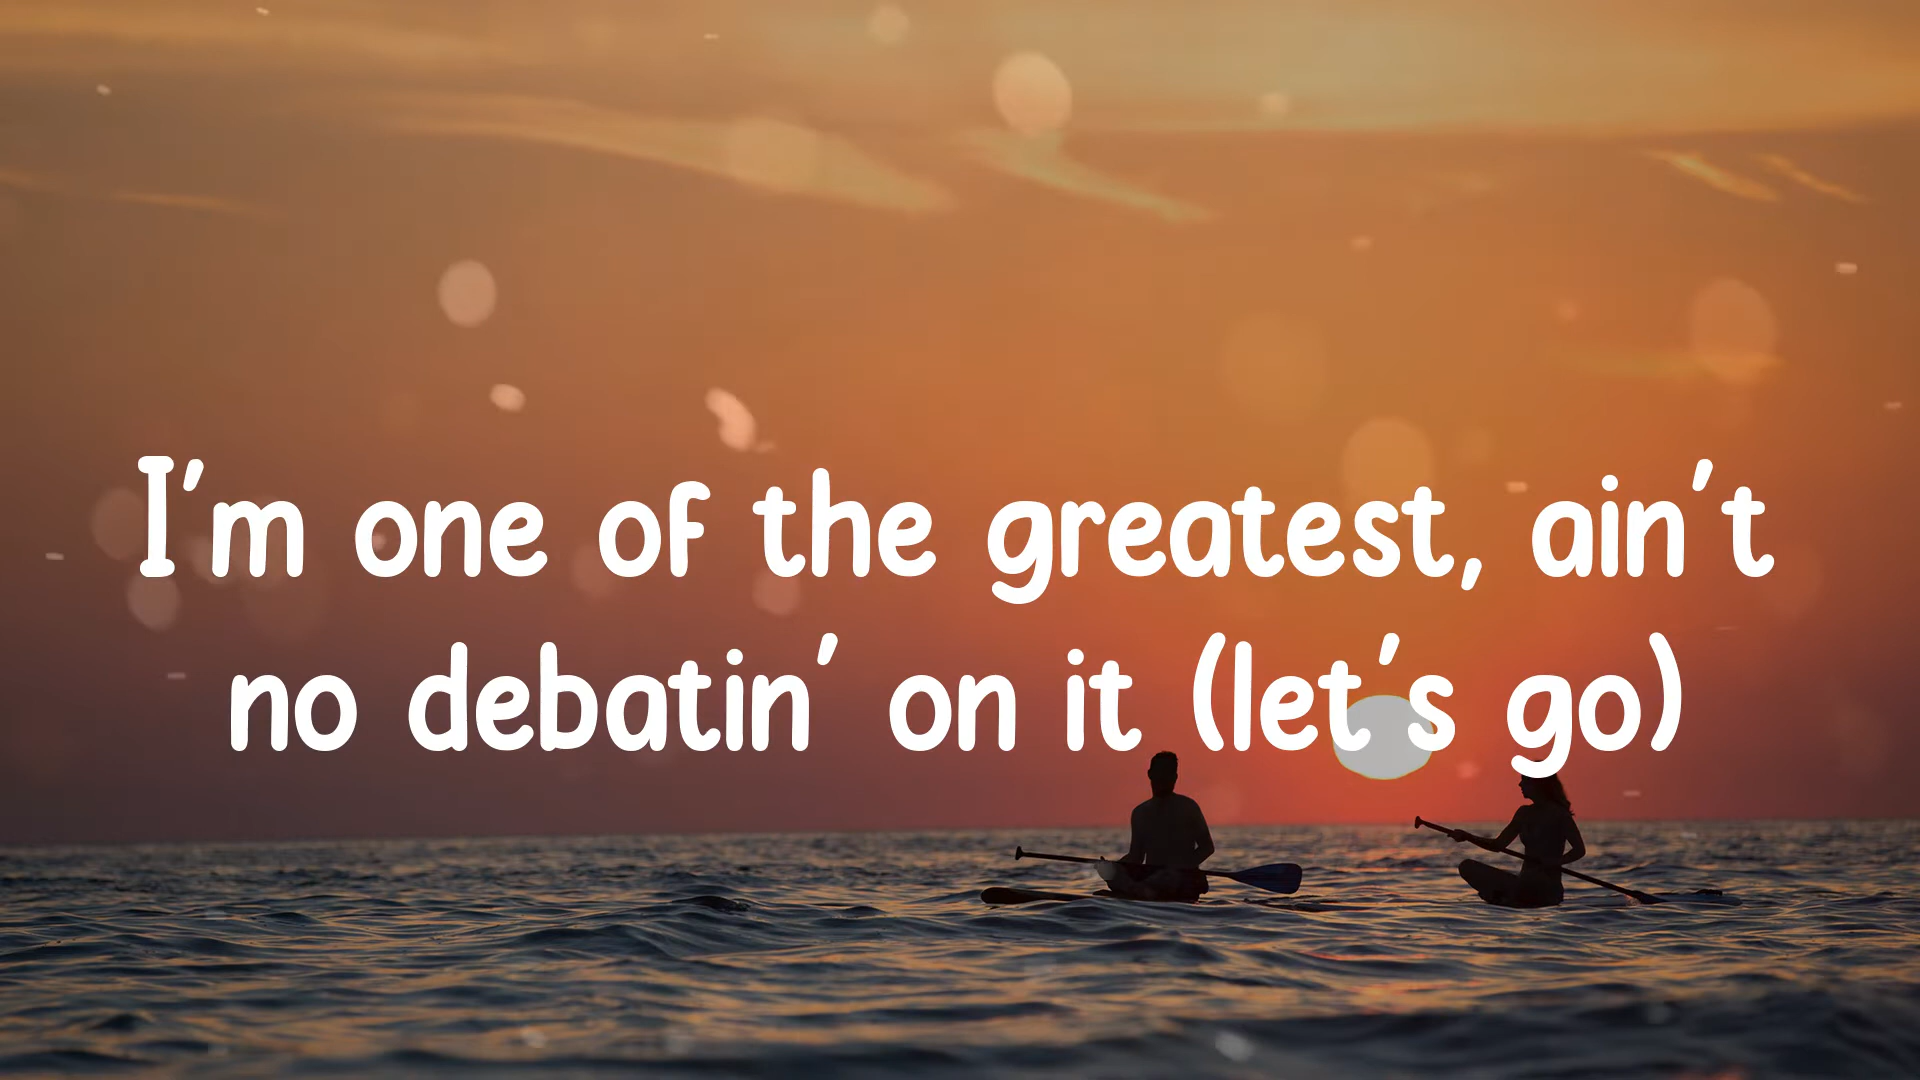 I'm one of the greatest, ain't
no debatin' on it (let's go)